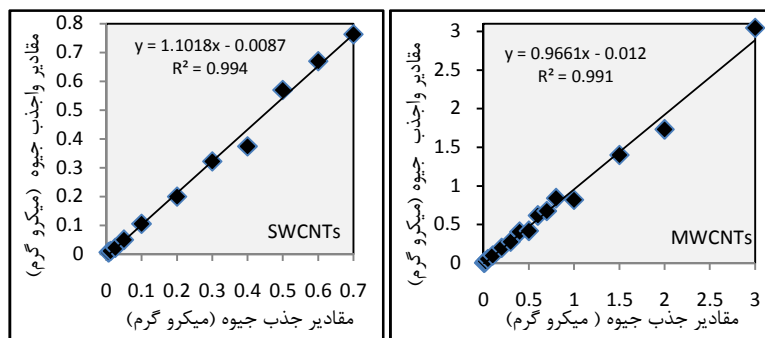 0.8
0.7
0.6
0.5
0.4
0.3
0.2
0.1
0
y = 1.1018x - 0.0087
R² = 0.994
SWCNTs
0 0.1 0.2 0.3 0.4 0.5 0.6 0.7
مقادیر جذب جیوه (میکرو گرم)
مقادیر واجذب جیوه (میکرو گرم)
3
2.5
2
1.5
1
0.5
0
y = 0.9661x - 0.012
R² = 0.991
MWCNTs
0 0.5 1 1.5 2 2.5 3
مقادیر جذب جیوه ( میکرو گرم)
مقادیر واجذب جیوه (میکرو گرم)